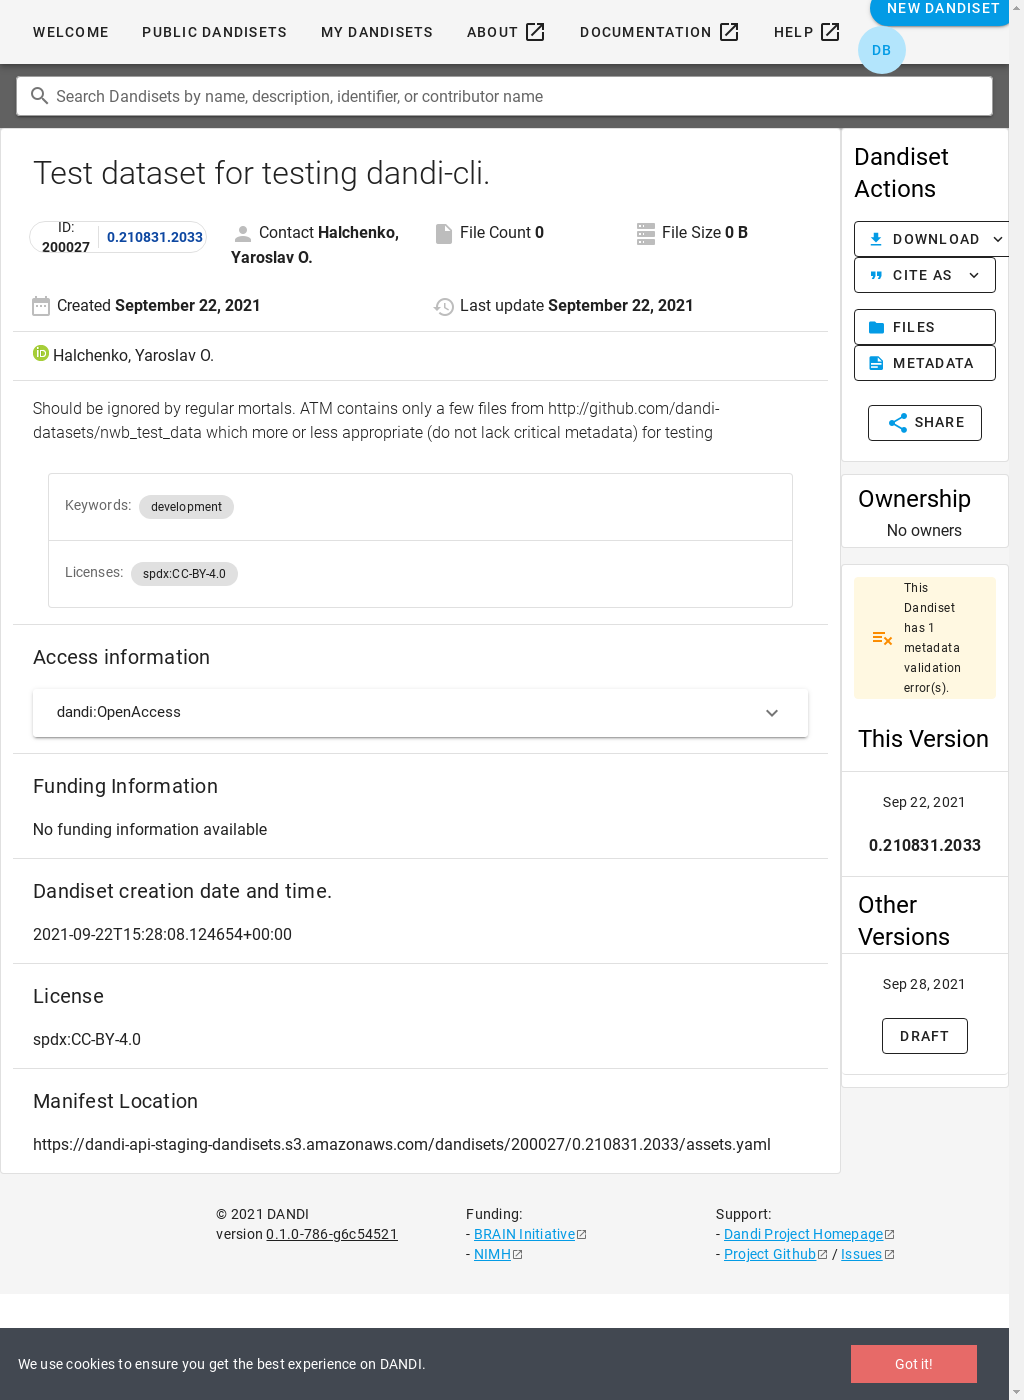 WELCOME
PUBLIC DANDISETS
MY DANDISETS
ABOUT
DOCUMENTATION
HELP
NEW DANDISET
DB
Search Dandisets by name, description, identifier, or contributor name
Test dataset for testing dandi-cli.
ID: 200027
0.210831.2033
Contact Halchenko, Yaroslav O.
File Count 0
File Size 0 B
Created September 22, 2021
Last update September 22, 2021
Halchenko, Yaroslav O.
Should be ignored by regular mortals. ATM contains only a few files from http://github.com/dandi-
datasets/nwb_test_data which more or less appropriate (do not lack critical metadata) for testing
Keywords: development
Licenses: spdx:CC-BY-4.0
Access information
dandi:OpenAccess
Funding Information
No funding information available
Dandiset creation date and time.
2021-09-22T15:28:08.124654+00:00
License
spdx:CC-BY-4.0
Manifest Location
https://dandi-api-staging-dandisets.s3.amazonaws.com/dandisets/200027/0.210831.2033/assets.yaml
Dandiset
Actions
DOWNLOAD
CITE AS
FILES
METADATA
SHARE
Ownership
No owners
This
Dandiset
has 1
metadata
validation
error(s).
This Version
Sep 22, 2021
0.210831.2033
Other
Versions
Sep 28, 2021
DRAFT
© 2021 DANDI
version 0.1.0-786-g6c54521
Funding:
- BRAIN Initiative
- NIMH
Support:
- Dandi Project Homepage
- Project Github / Issues
We use cookies to ensure you get the best experience on DANDI.
Got it!